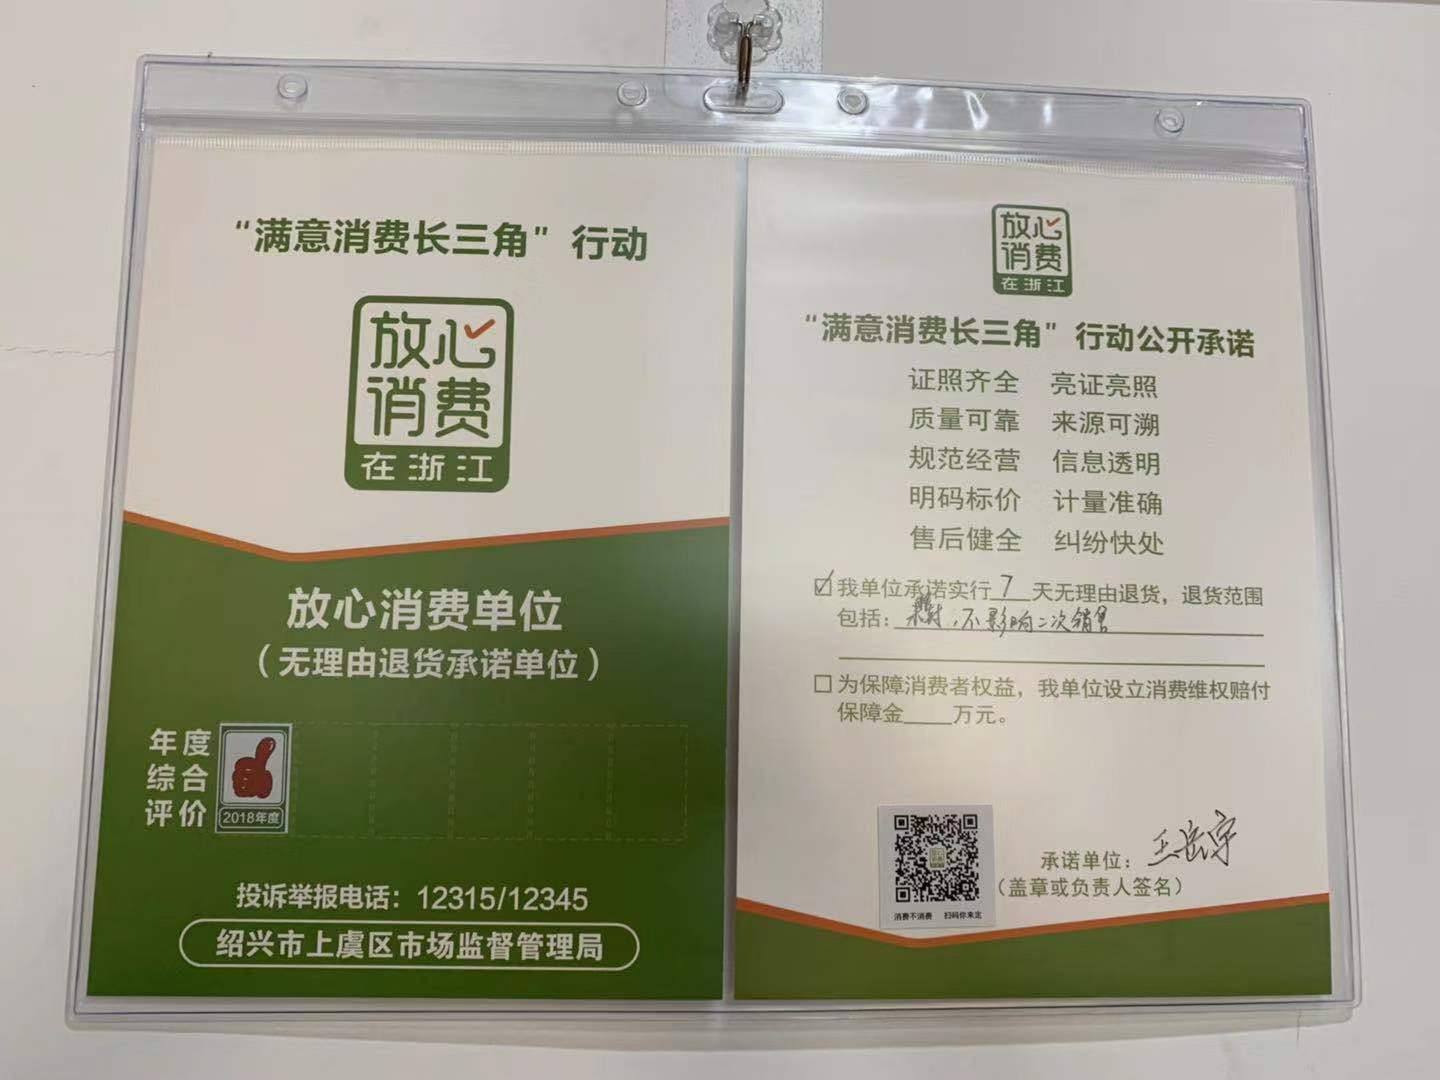 “满意消费长三角”行动
放心
消费
在浙江
放心消费单位
（无理由退货承诺单位）
年度
综合
评价
2018年度
投诉举报电话：12315/12345
绍兴市上虞区市场监督管理局
放心
消费
在浙江
“满意消费长三角”行动公开承诺
证照齐全 亮证亮照
质量可靠 来源可溯
规范经营 信息透明
明码标价 计量准确
售后健全 纠纷快处
☑我单位承诺实行7天无理由退货，退货范围
包括：不影响二次销售
☐为保障消费者权益，我单位设立消费维权赔付
保障金____万元。
承诺单位：
（盖章或负责人签名）
消费不消费 扫码你来定